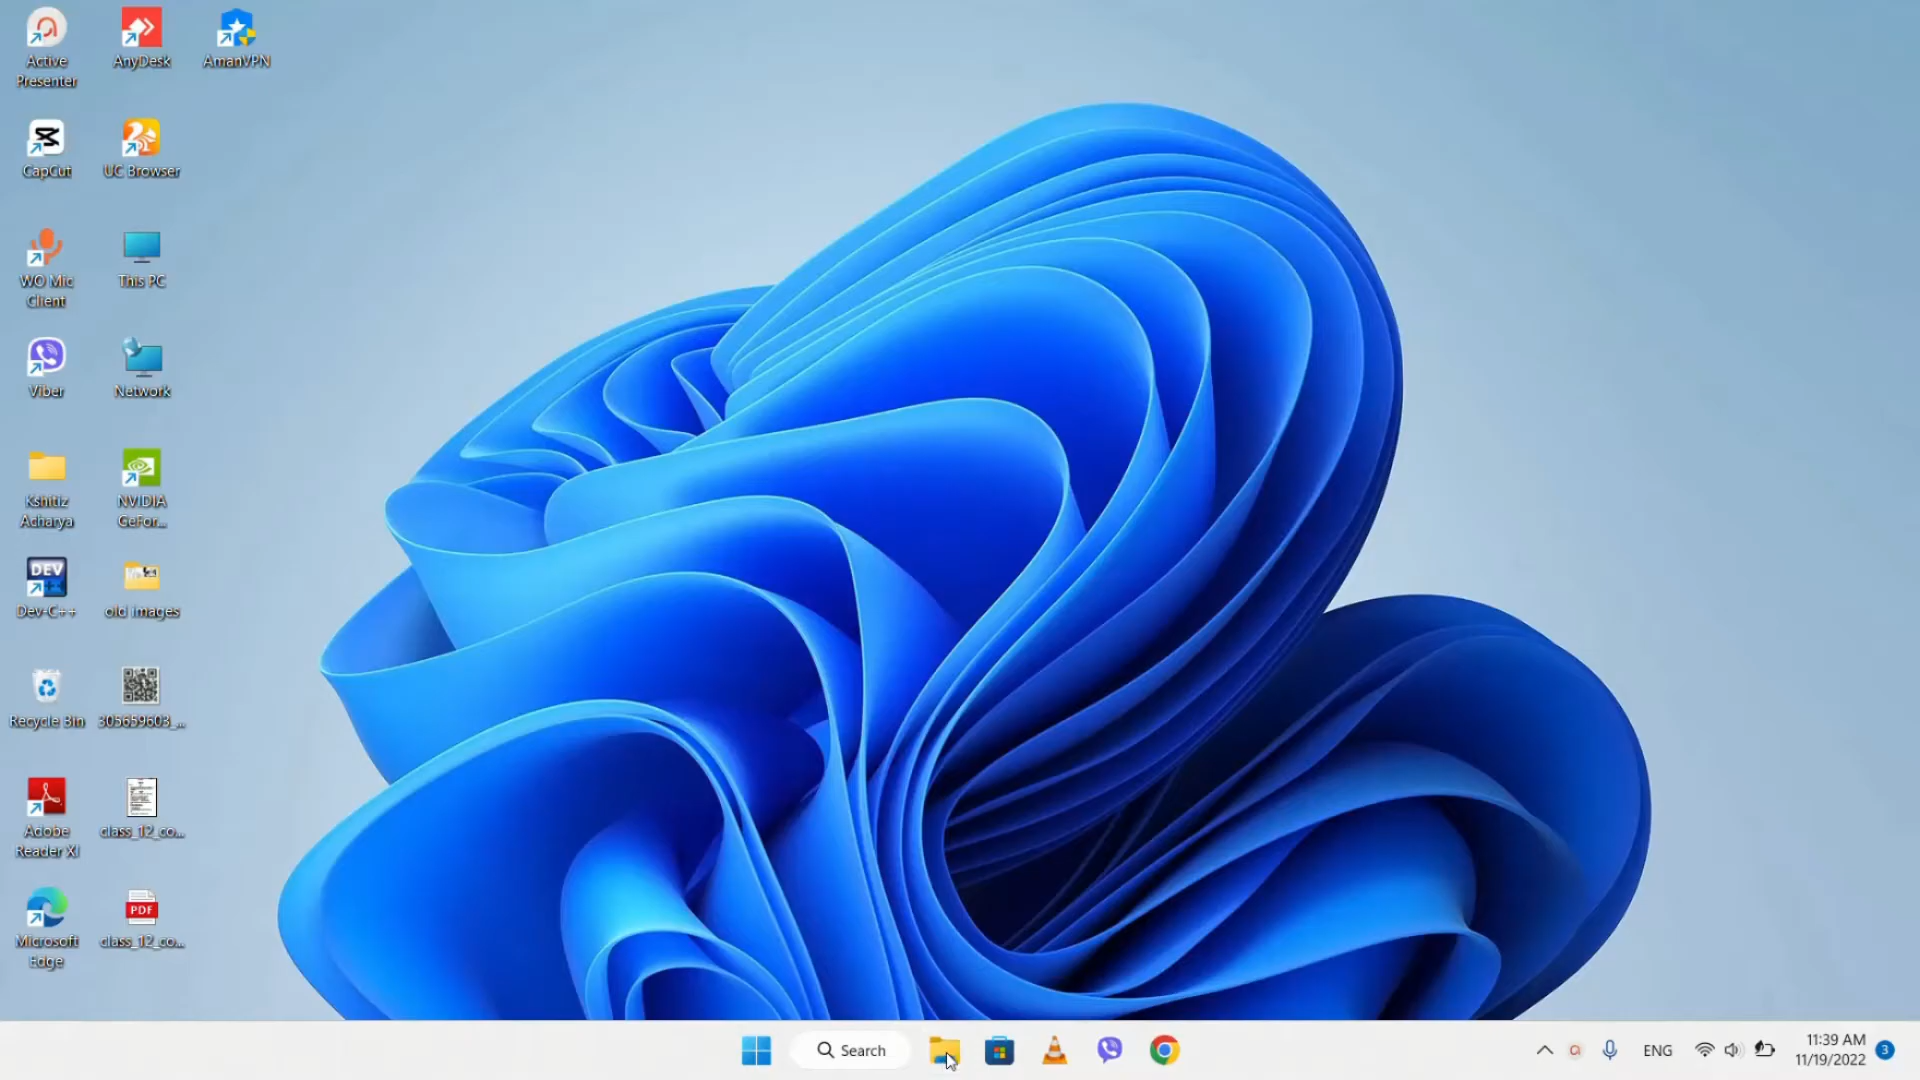 Active
Presenter
AnyDesk
AmanVPN
CapCut
UC Browser
WO Mic
Client
This PC
Viber
Network
Kshitiz
Acharya
NVIDIA
GeFor...
DEV
Dev-C++
old images
Recycle Bin
305659603_...
Adobe
Reader XI
class_12_co...
Microsoft
Edge
PDF
class_12_co...
Search
ENG
11:39 AM
11/19/2022
3